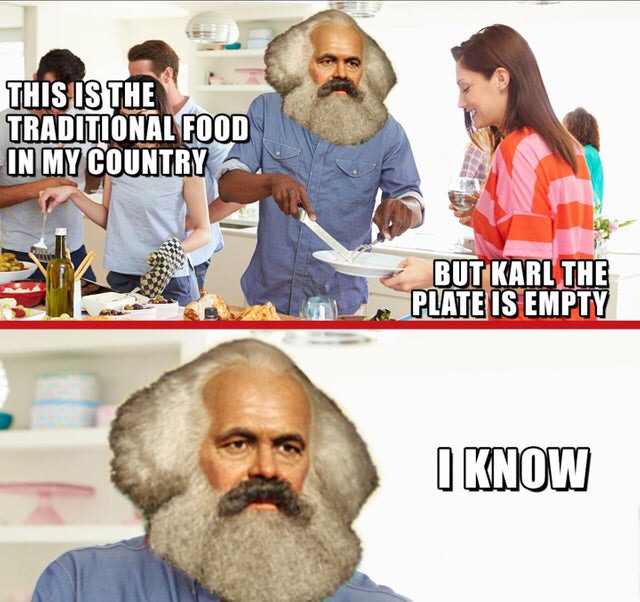 THIS IS THE
TRADITIONAL FOOD
IN MY COUNTRY
BUT KARL THE
PLATE IS EMPTY
I KNOW